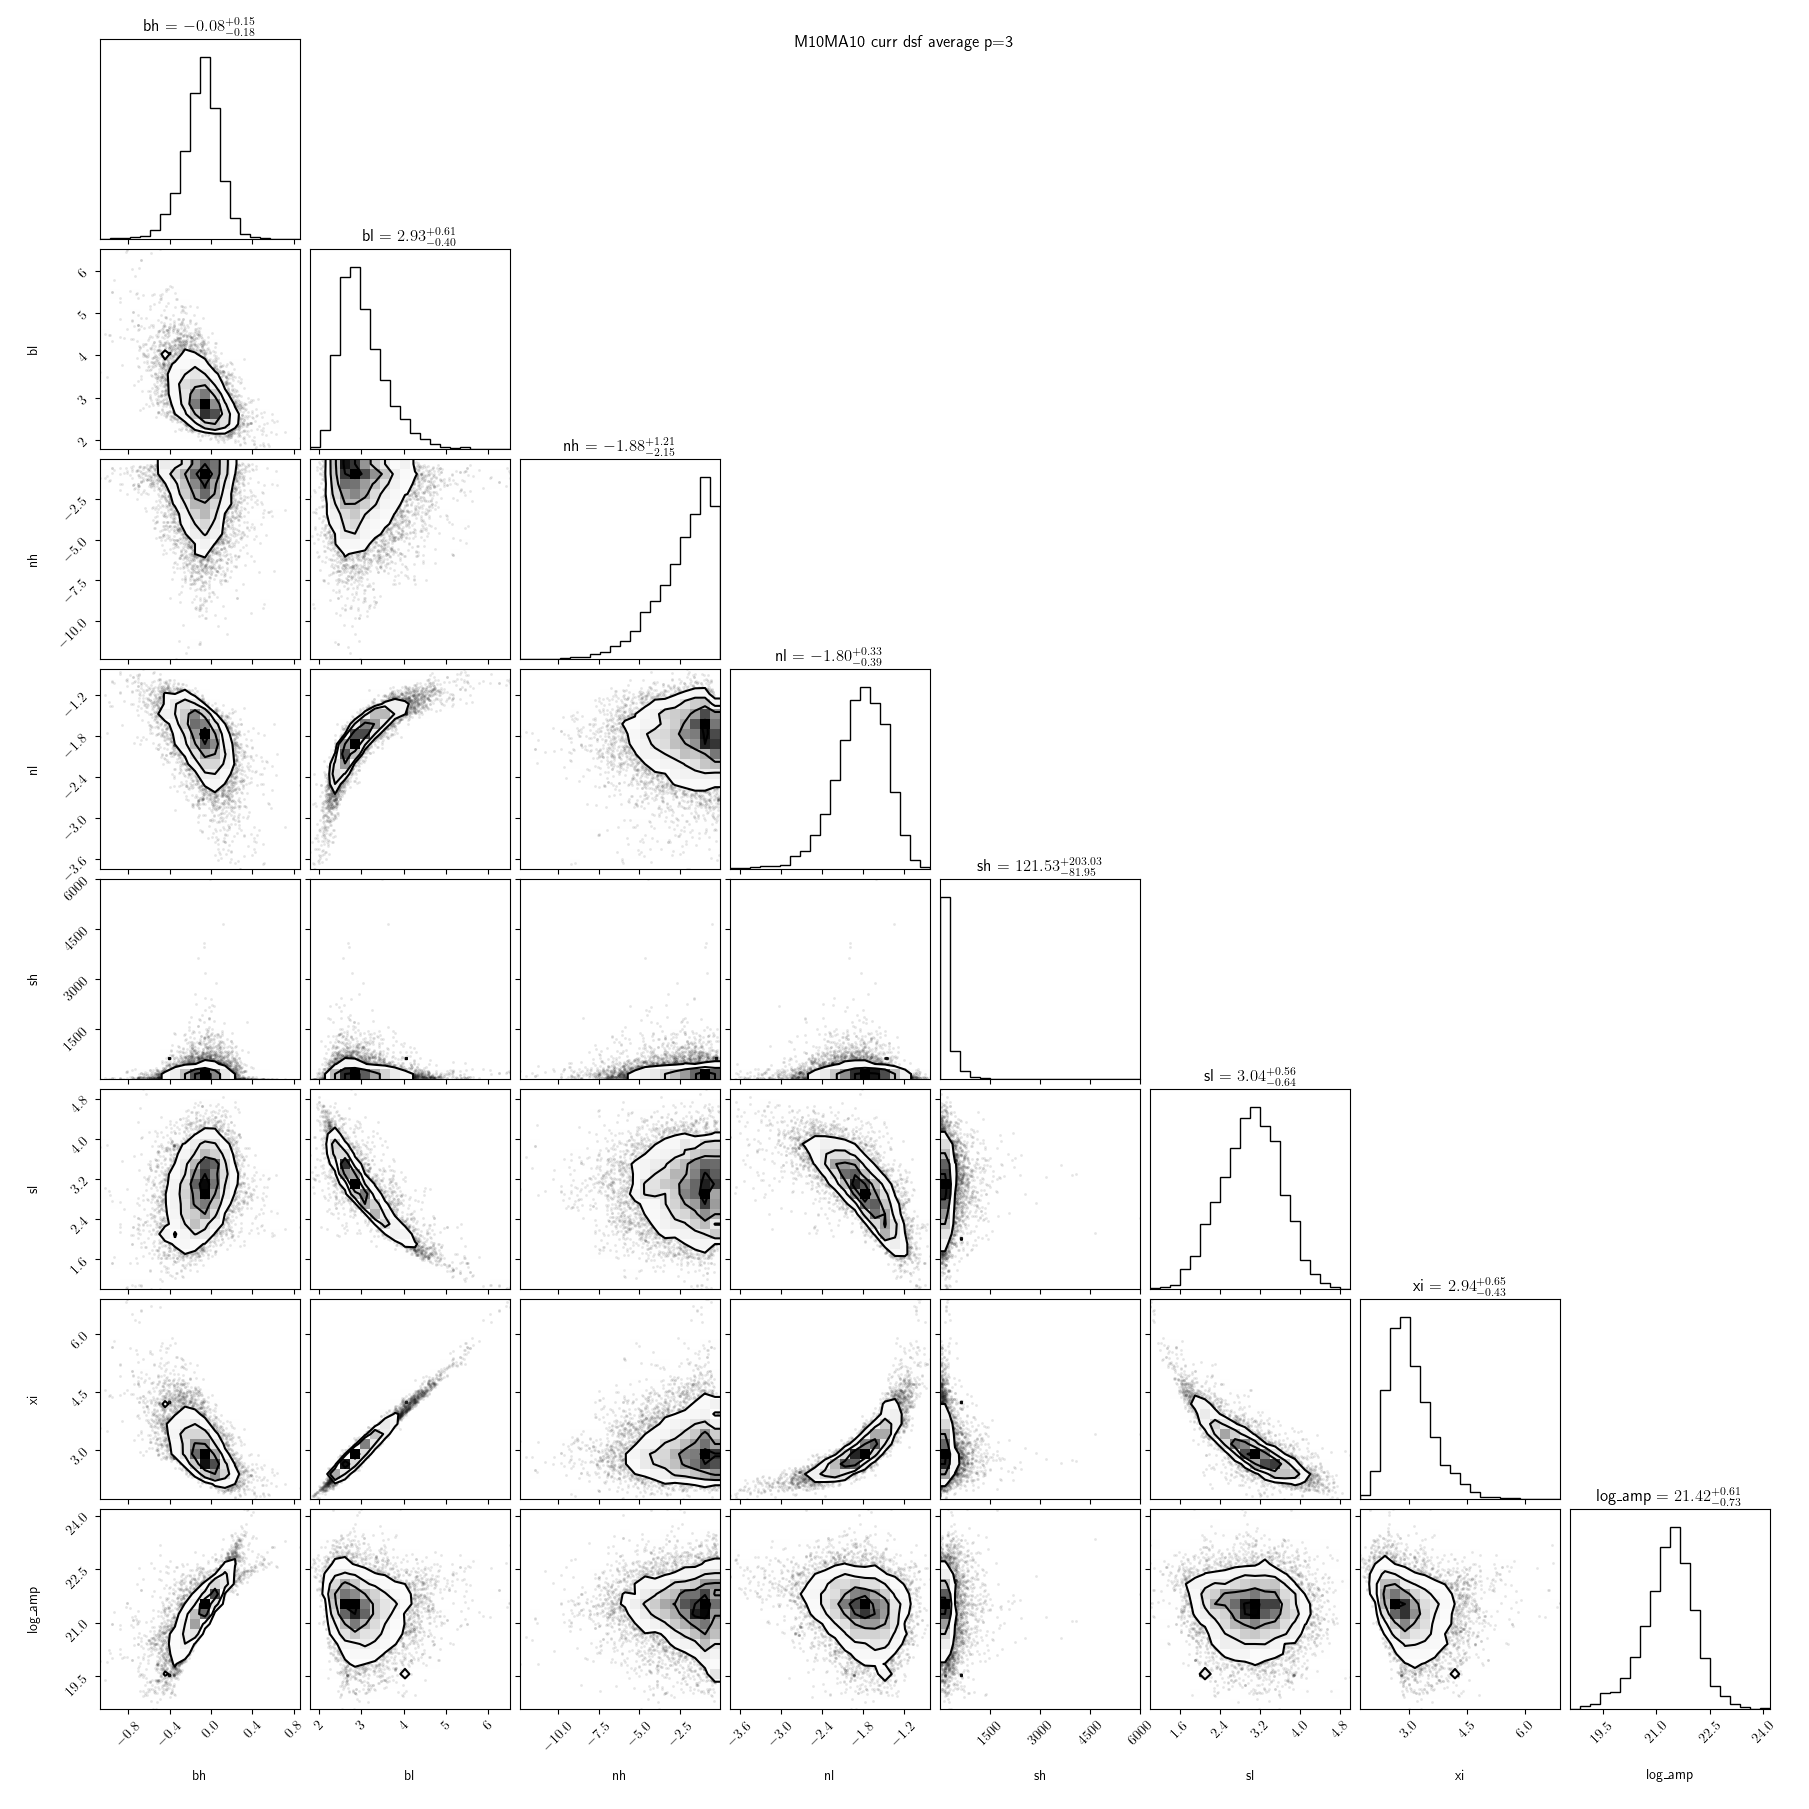 M10MA10 curr dsf average p=3
bh = −0.08 +0.15 −0.18
bl = 2.93 +0.61 −0.40
nh = −1.88 +1.21 −2.15
nl = −1.80 +0.33 −0.39
sh = 121.53 +203.03 −81.95
sl = 3.04 +0.56 −0.64
xi = 2.94 +0.65 −0.43
log_amp = 21.42 +0.61 −0.73
bl
6
5
4
3
2
nh
−2.5
−5.0
−7.5
−10.0
nl
−1.2
−1.8
−2.4
−3.0
−3.6
sh
6000
4500
3000
1500
sl
4.8
4.0
3.2
2.4
1.6
xi
6.0
4.5
3.0
log_amp
24.0
22.5
21.0
19.5
−0.8 −0.4 0.0 0.4 0.8
2 3 4 5 6
−10.0 −7.5 −5.0 −2.5
−3.6 −3.0 −2.4 −1.8 −1.2
1500 3000 4500 6000
1.6 2.4 3.2 4.0 4.8
3.0 4.5 6.0
19.5 21.0 22.5 24.0
bh bl nh nl sh sl xi log_amp